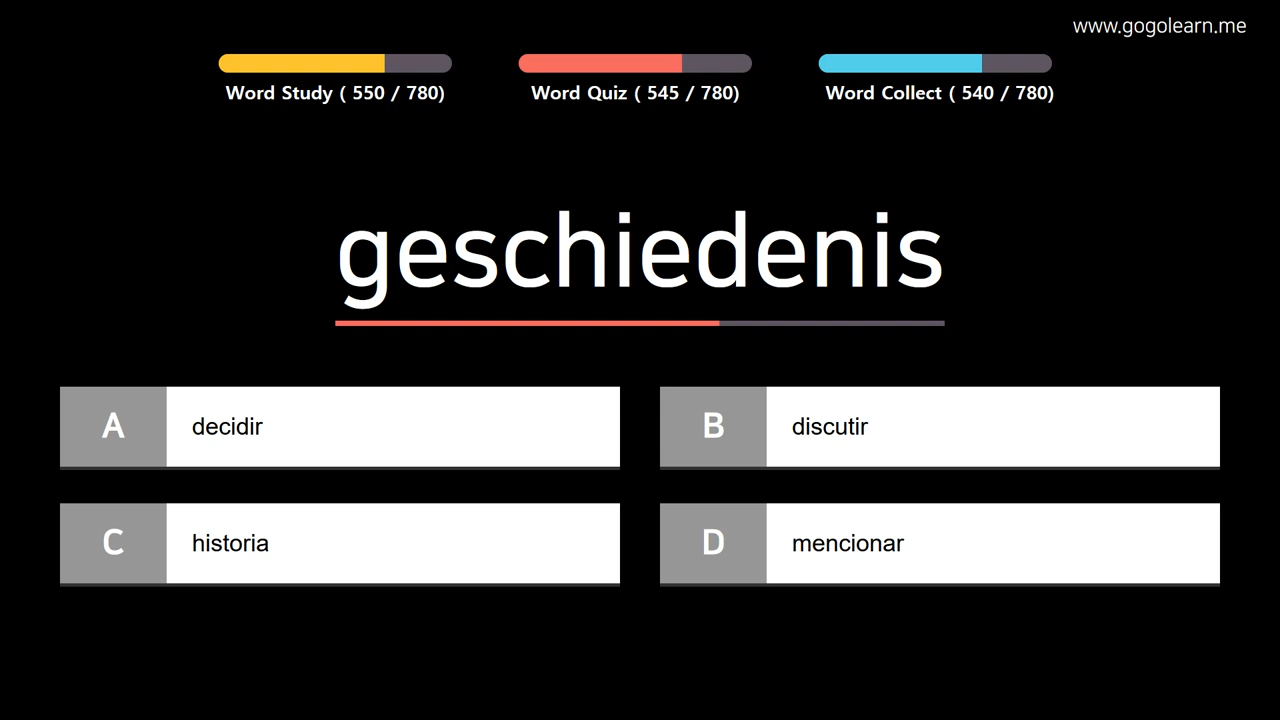 www.gogolearn.me
Word Study ( 550 / 780)
Word Quiz ( 545 / 780)
Word Collect ( 540 / 780)
geschiedenis
A
decidir
B
discutir
C
historia
D
mencionar